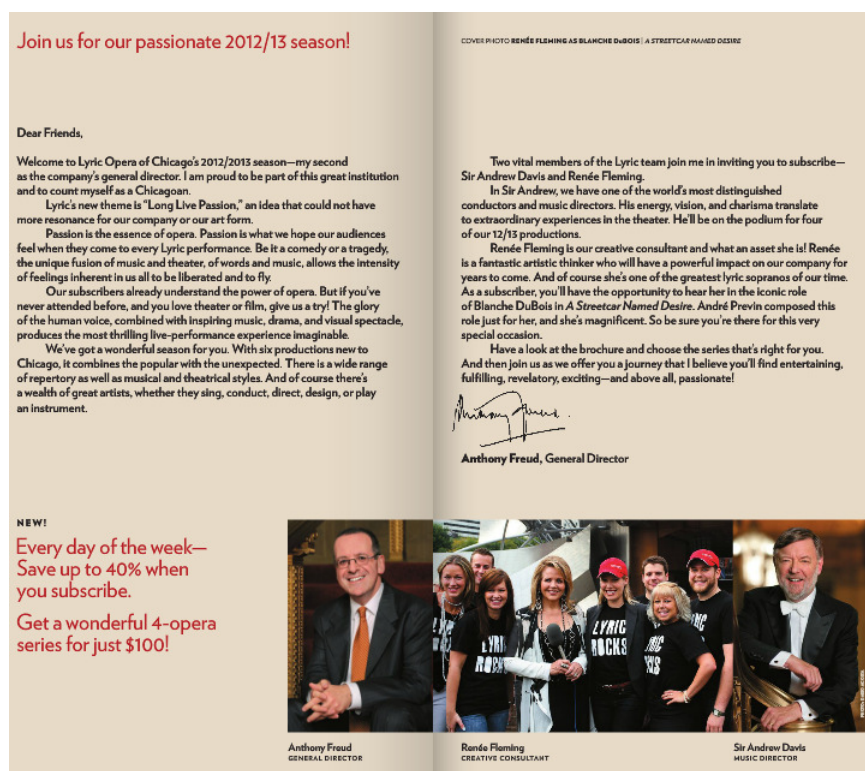 Join us for our passionate 2012/13 season!
Dear Friends,
Welcome to Lyric Opera of Chicago's 2012/2013 season—my second
as the company's general director. I am proud to be part of this great institution
and to count myself as a Chicagoan.
Lyric's new theme is "Long Live Passion," an idea that could not have
more resonance for our company or our art form.
Passion is the essence of opera. Passion is what we hope our audiences
feel when they come to every Lyric performance. Be it a comedy or a tragedy,
the unique fusion of music and theater, of words and music, allows the intensity
of feelings inherent in us all to be liberated and to fly.
Our subscribers already understand the power of opera. But if you've
never attended before, and you love theater or film, give us a try! The glory
of the human voice, combined with inspiring music, drama, and visual spectacle,
produces the most thrilling live-performance experience imaginable.
We've got a wonderful season for you. With six productions new to
Chicago, it combines the popular with the unexpected. There is a wide range
of repertory as well as musical and theatrical styles. And of course there's
a wealth of great artists, whether they sing, conduct, direct, design, or play
an instrument.
NEW!
Every day of the week—
Save up to 40% when
you subscribe.
Get a wonderful 4-opera
series for just $100!
COVER PHOTO RENÉE FLEMING AS BLANCHE DuBOIS | A STREETCAR NAMED DESIRE
Two vital members of the Lyric team join me in inviting you to subscribe—
Sir Andrew Davis and Renée Fleming.
In Sir Andrew, we have one of the world's most distinguished
conductors and music directors. His energy, vision, and charisma translate
to extraordinary experiences in the theater. He'll be on the podium for four
of our 12/13 productions.
Renée Fleming is our creative consultant and what an asset she is! Renée
is a fantastic artistic thinker who will have a powerful impact on our company for
years to come. And of course she's one of the greatest lyric sopranos of our time.
As a subscriber, you'll have the opportunity to hear her in the iconic role
of Blanche DuBois in A Streetcar Named Desire. André Previn composed this
role just for her, and she's magnificent. So be sure you're there for this very
special occasion.
Have a look at the brochure and choose the series that's right for you.
And then join us as we offer you a journey that I believe you'll find entertaining,
fulfilling, revelatory, exciting—and above all, passionate!
Anthony Freud.
Anthony Freud, General Director
LYRIC
ROCKS
LYRIC
ROCKS
Anthony Freud
GENERAL DIRECTOR
Renée Fleming
CREATIVE CONSULTANT
Sir Andrew Davis
MUSIC DIRECTOR